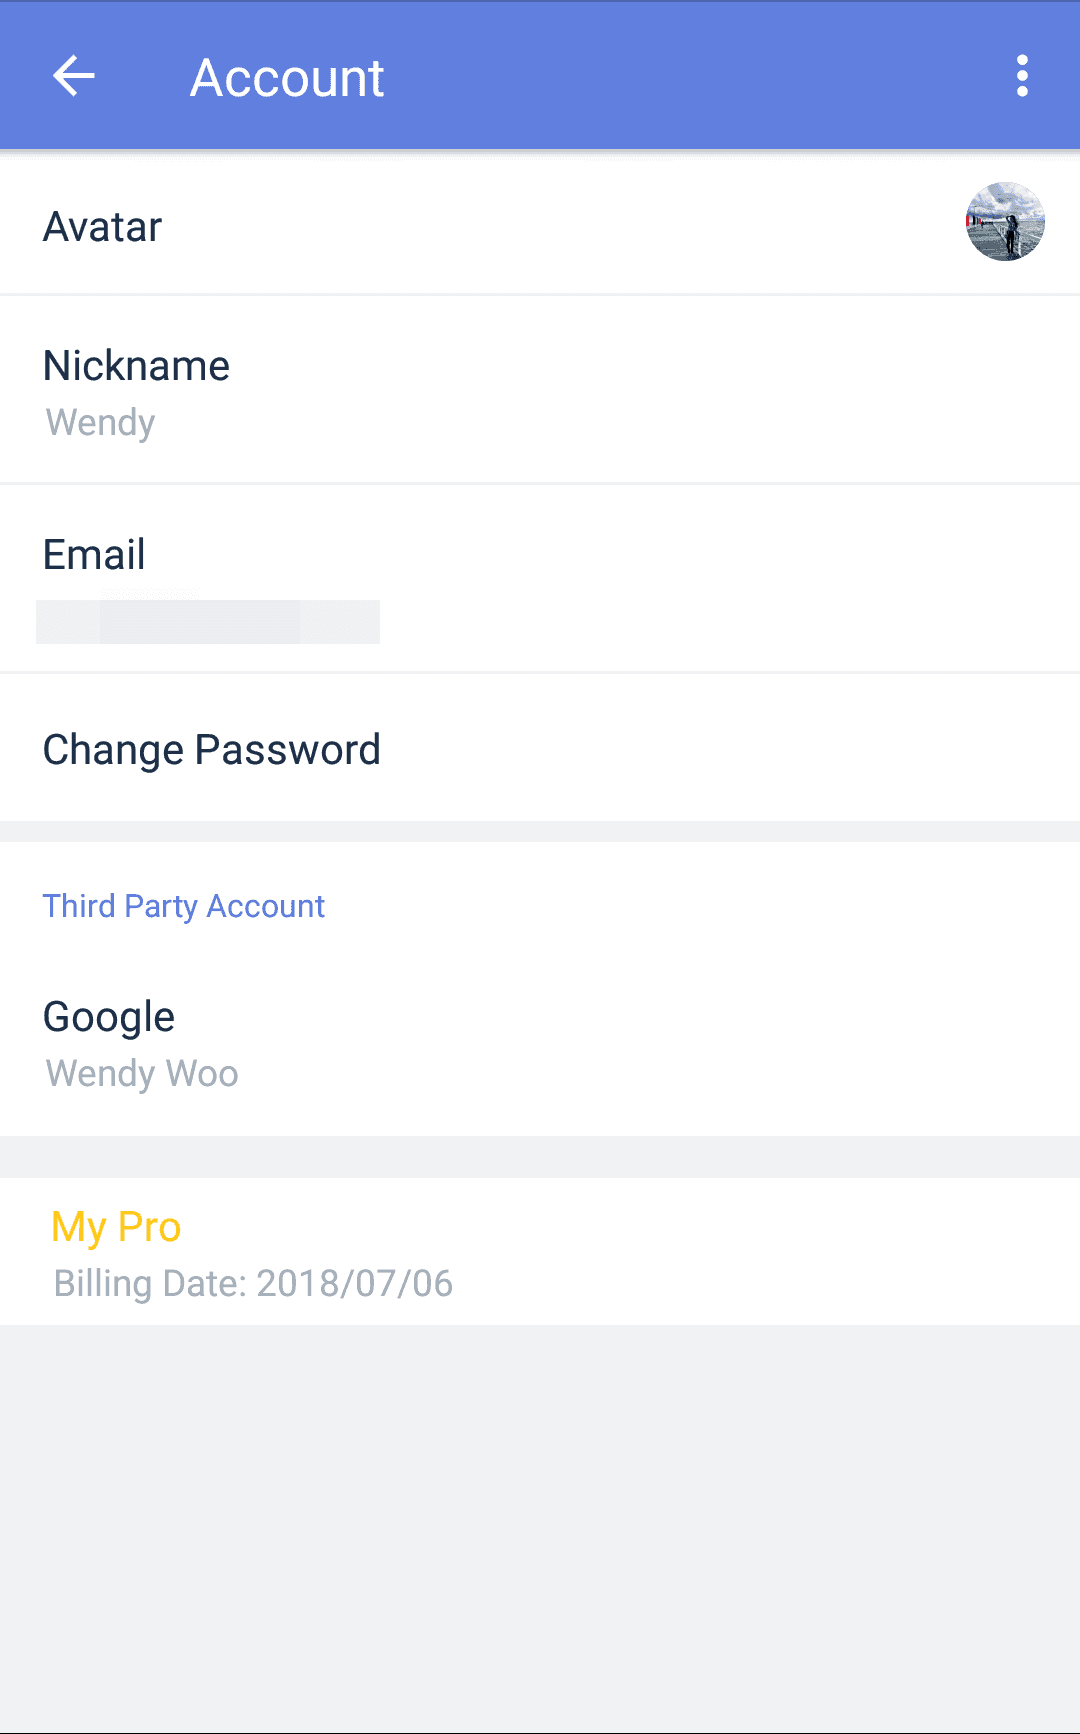 Account
Avatar
Nickname
Wendy
Email
Change Password
Third Party Account
Google
Wendy Woo
My Pro
Billing Date: 2018/07/06